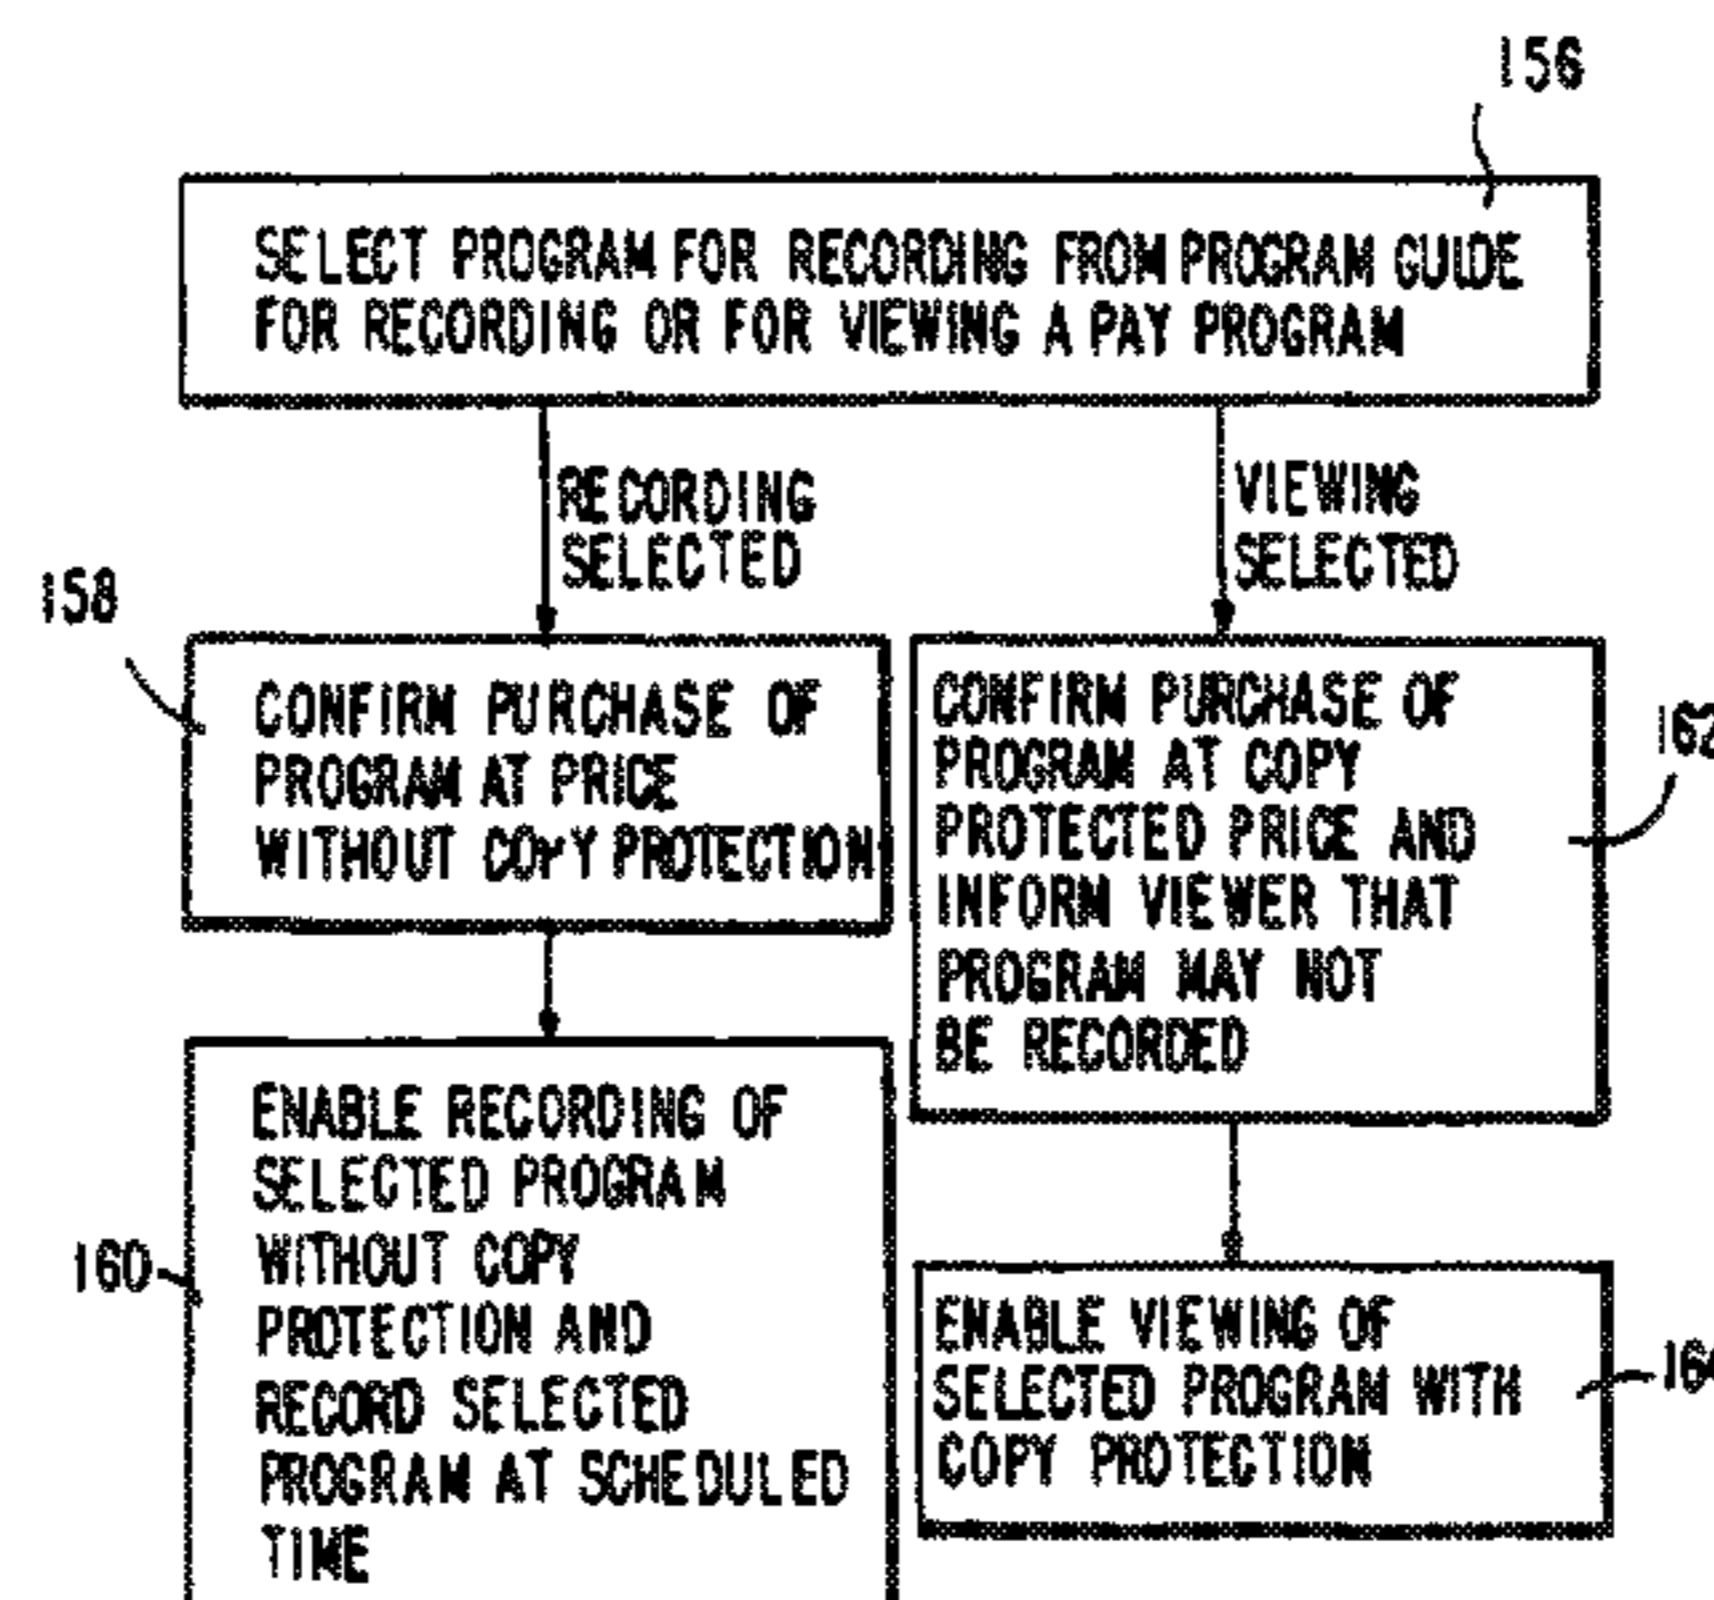 156
SELECT PROGRAM FOR RECORDING FROM PROGRAM GUIDE
FOR RECORDING OR FOR VIEWING A PAY PROGRAM
RECORDING
SELECTED
VIEWING
SELECTED
158
CONFIRM PURCHASE OF
PROGRAM AT PRICE
WITHOUT COPY PROTECTION
CONFIRM PURCHASE OF
PROGRAM AT COPY
PROTECTED PRICE AND
INFORM VIEWER THAT
PROGRAM MAY NOT
BE RECORDED
162
160
ENABLE RECORDING OF
SELECTED PROGRAM
WITHOUT COPY
PROTECTION AND
RECORD SELECTED
PROGRAM AT SCHEDULED
TIME
ENABLE VIEWING OF
SELECTED PROGRAM WITH
COPY PROTECTION